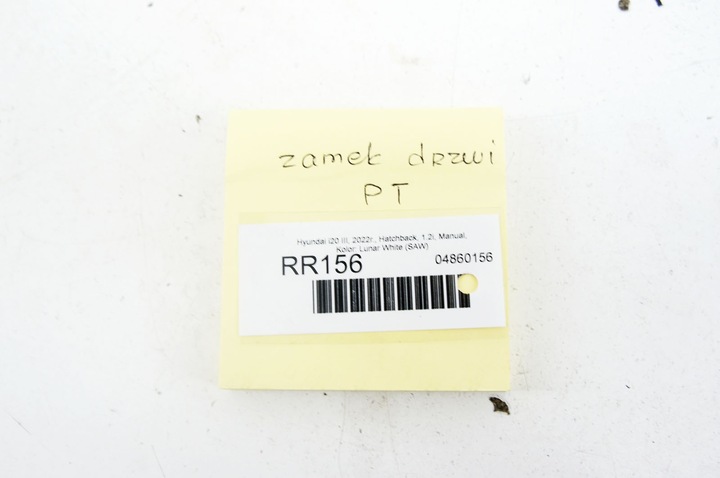 zamek drzwi
PT
Hyundai i20 III, 2022r., Hatchback, 1.2i, Manual,
Kolor: Lunar White (SAW)
RR156 04860156